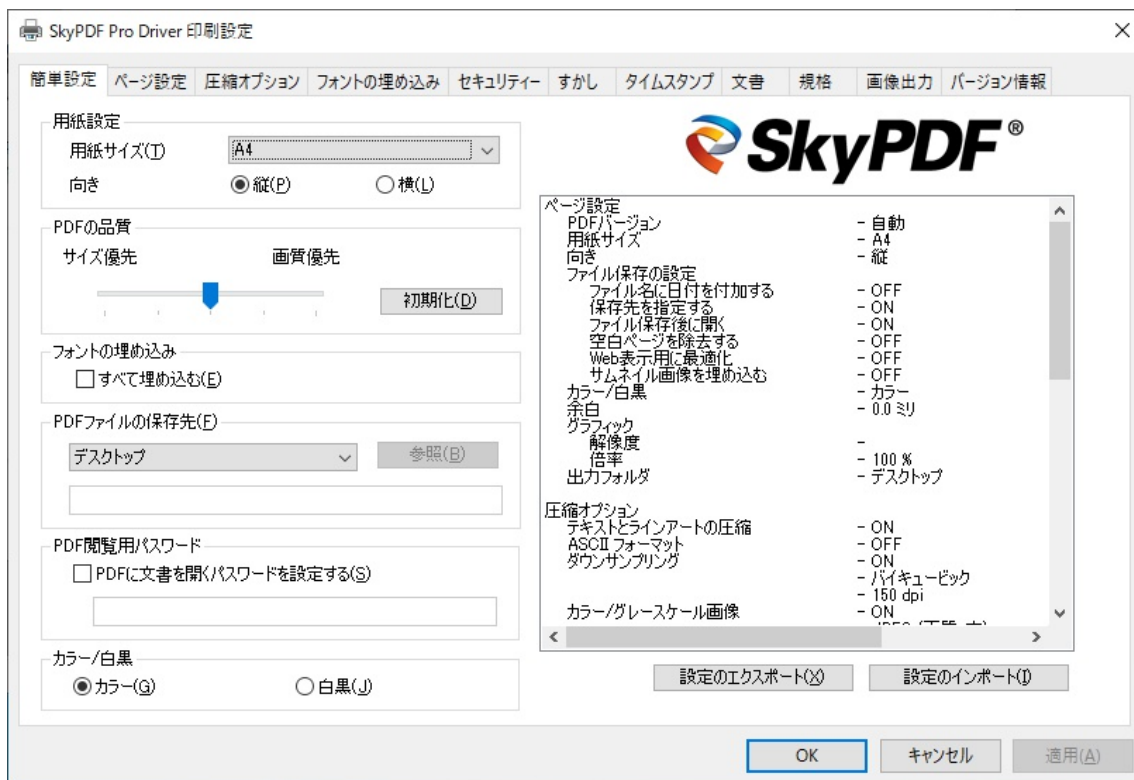 SkyPDF Pro Driver 印刷設定
簡単設定 ページ設定 圧縮オプション フォントの埋め込み セキュリティー すかし タイムスタンプ 文書 規格 画像出力 バージョン情報
用紙設定
用紙サイズ(T) A4
向き 縦(P) 横(L)
PDFの品質
サイズ優先 画質優先
初期化(D)
フォントの埋め込み
すべて埋め込む(E)
PDFファイルの保存先(F)
デスクトップ 参照(B)
PDF閲覧用パスワード
PDFに文書を開くパスワードを設定する(S)
カラー/白黒
カラー(G) 白黒(J)
SkyPDF®
ページ設定
PDFバージョン - 自動
用紙サイズ - A4
向き - 縦
ファイル保存の設定
ファイル名に日付を付加する - OFF
保存先を指定する - ON
ファイル保存後に開く - ON
空白ページを除去する - OFF
Web表示用に最適化 - OFF
サムネイル画像を埋め込む - OFF
カラー/白黒 - カラー
余白 - 0.0 ミリ
グラフィック
解像度 -
倍率 - 100 %
出力フォルダ - デスクトップ
圧縮オプション
テキストとラインアートの圧縮 - ON
ASCII フォーマット - OFF
ダウンサンプリング - ON
- バイキュービック
- 150 dpi
カラー/グレースケール画像 - ON
設定のエクスポート(X) 設定のインポート(I)
OK キャンセル 適用(A)